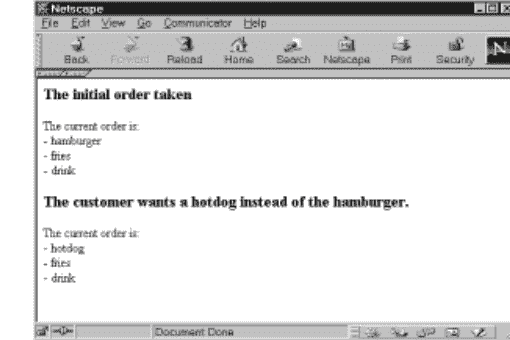 Netscape
File Edit View Go Communicator Help
Back Forward Reload Home Search Netscape Print Security
N
The initial order taken
The current order is:
- hamburger
- fries
- drink
The customer wants a hotdog instead of the hamburger.
The current order is:
- hotdog
- fries
- drink
Document Done